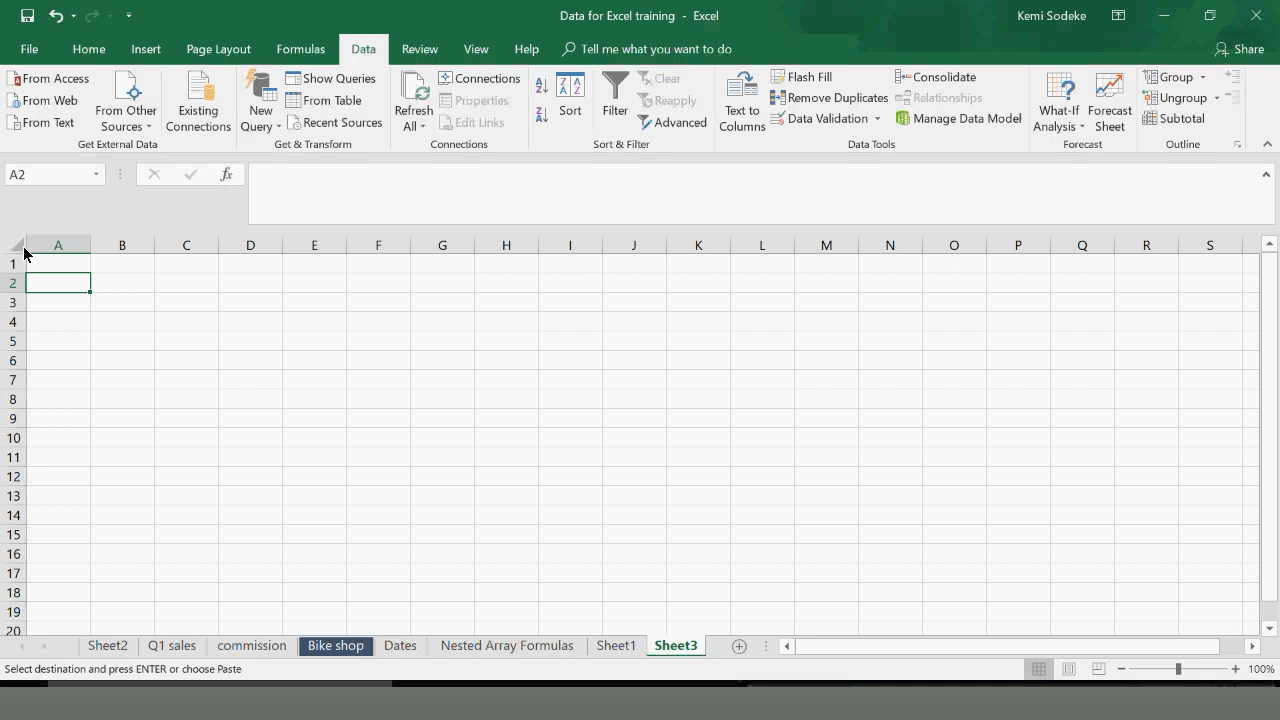 Data for Excel training - Excel
Kemi Sodeke
File Home Insert Page Layout Formulas Data Review View Help Tell me what you want to do Share
From Access
From Web
From Text
From Other Sources
Existing Connections
Get External Data
New Query
Show Queries
From Table
Recent Sources
Get & Transform
Refresh All
Connections
Properties
Edit Links
Connections
Sort
Filter
Clear
Reapply
Advanced
Sort & Filter
Text to Columns
Flash Fill
Remove Duplicates
Data Validation
Consolidate
Relationships
Manage Data Model
Data Tools
What-If Analysis
Forecast Sheet
Forecast
Group
Ungroup
Subtotal
Outline
A2
fx
A B C D E F G H I J K L M N O P Q R S
1
2
3
4
5
6
7
8
9
10
11
12
13
14
15
16
17
18
19
20
Sheet2 Q1 sales commission Bike shop Dates Nested Array Formulas Sheet1 Sheet3
Select destination and press ENTER or choose Paste
100%